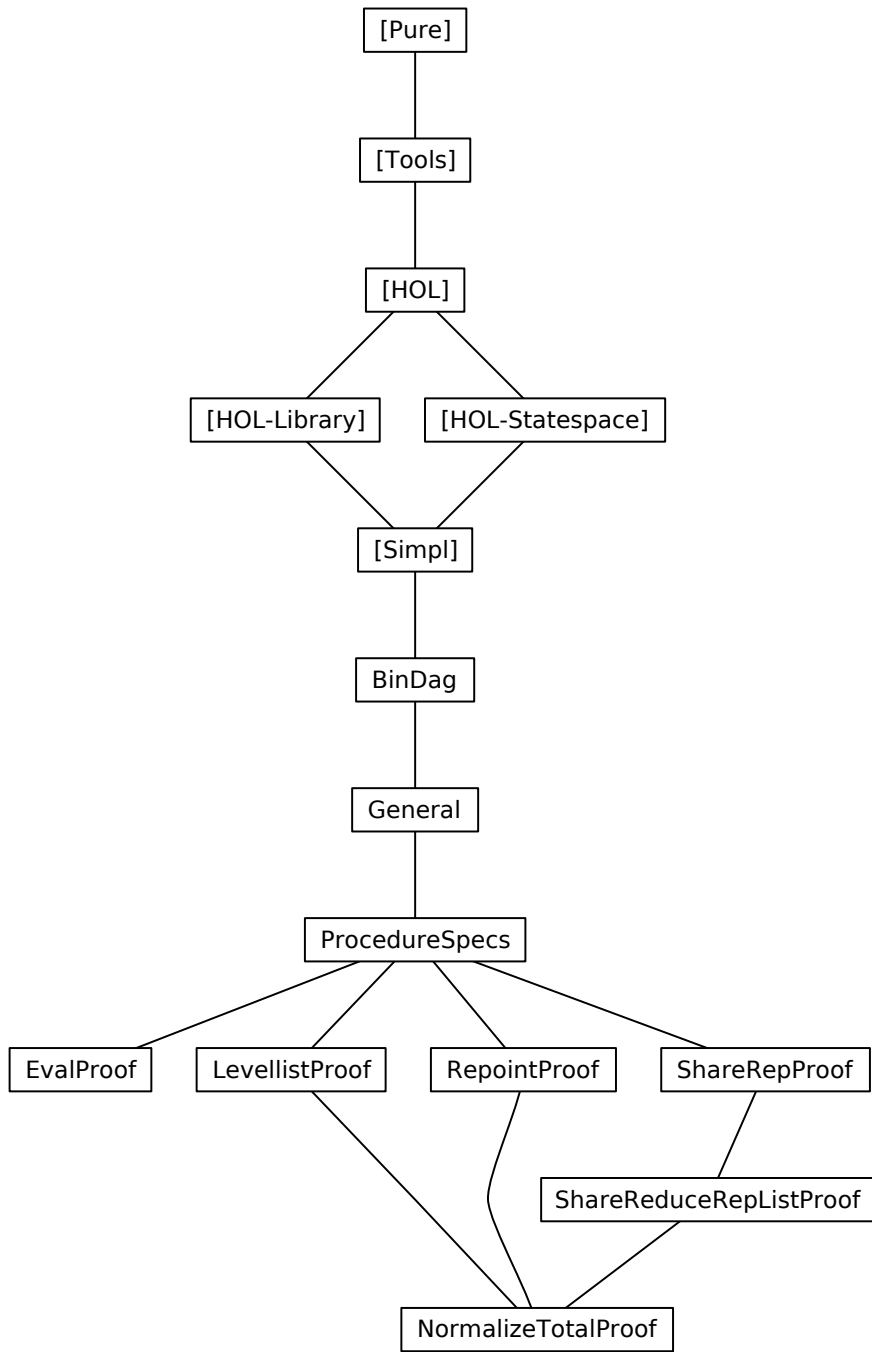 [Pure]
[Tools]
[HOL]
[HOL-Library]
[HOL-Statespace]
[Simpl]
BinDag
General
ProcedureSpecs
EvalProof
LevellistProof
RepointProof
ShareRepProof
ShareReduceRepListProof
NormalizeTotalProof